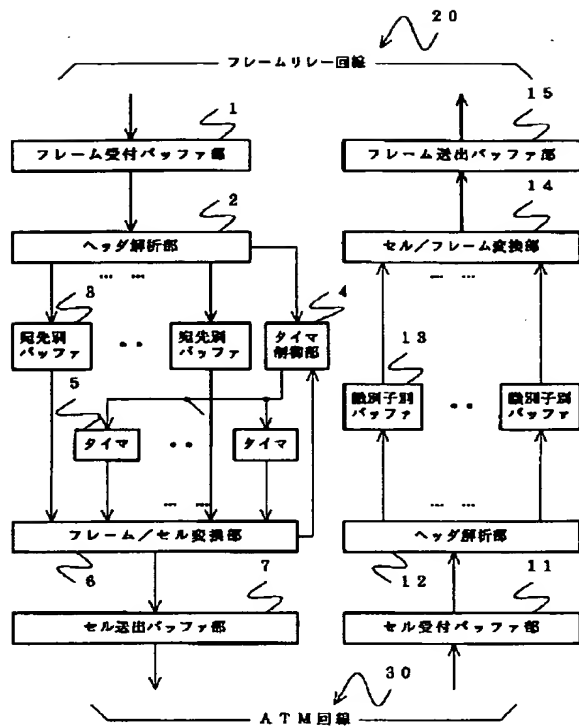 20
フレームリレー回線
1
15
フレーム受付バッファ部
フレーム送出バッファ部
2
14
ヘッダ解析部
セル/フレーム変換部
… …
… …
3
4
宛先別
バッファ
・・
宛先別
バッファ
タイマ
制御部
13
5
識別子別
バッファ
・・
識別子別
バッファ
タイマ
・・
タイマ
… …
… …
フレーム/セル変換部
ヘッダ解析部
6
7
12
11
セル送出バッファ部
セル受付バッファ部
30
ATM回線